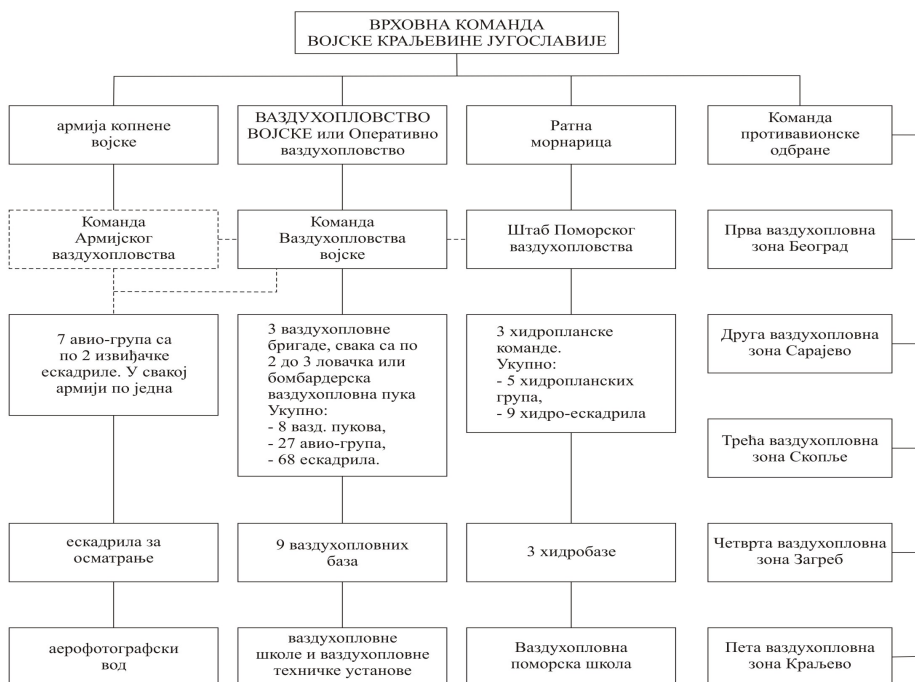 ВРХОВНА КОМАНДА
ВОЈСКЕ КРАЉЕВИНЕ ЈУГОСЛАВИЈЕ
армија копнене
војске
ВАЗДУХОПЛОВСТВО
ВОЈСКЕ или Оперативно
ваздухопловство
Ратна
морнарица
Команда
противавионске
одбране
Команда
Армијског
ваздухопловства
Команда
Ваздухопловства
војске
Штаб Поморског
ваздухопловства
Прва ваздухопловна
зона Београд
7 авио-група са
по 2 извиђачке
ескадриле. У свакој
армији по једна
3 ваздухопловне
бригаде, свака са по
2 до 3 ловачка или
бомбардерска
ваздухопловна пука
Укупно:
- 8 вазд. пукова,
- 27 авио-група,
- 68 ескадрила.
3 хидропланске
команде.
Укупно:
- 5 хидропланских
група,
- 9 хидро-ескадрила
Друга ваздухопловна
зона Сарајево
Трећа ваздухопловна
зона Скопље
ескадрила за
осматрање
9 ваздухопловних
база
3 хидробазе
Четврта ваздухопловна
зона Загреб
аерофотографски
вод
ваздухопловне
школе и ваздухопловне
техничке установе
Ваздухопловна
поморска школа
Пета ваздухопловна
зона Краљево